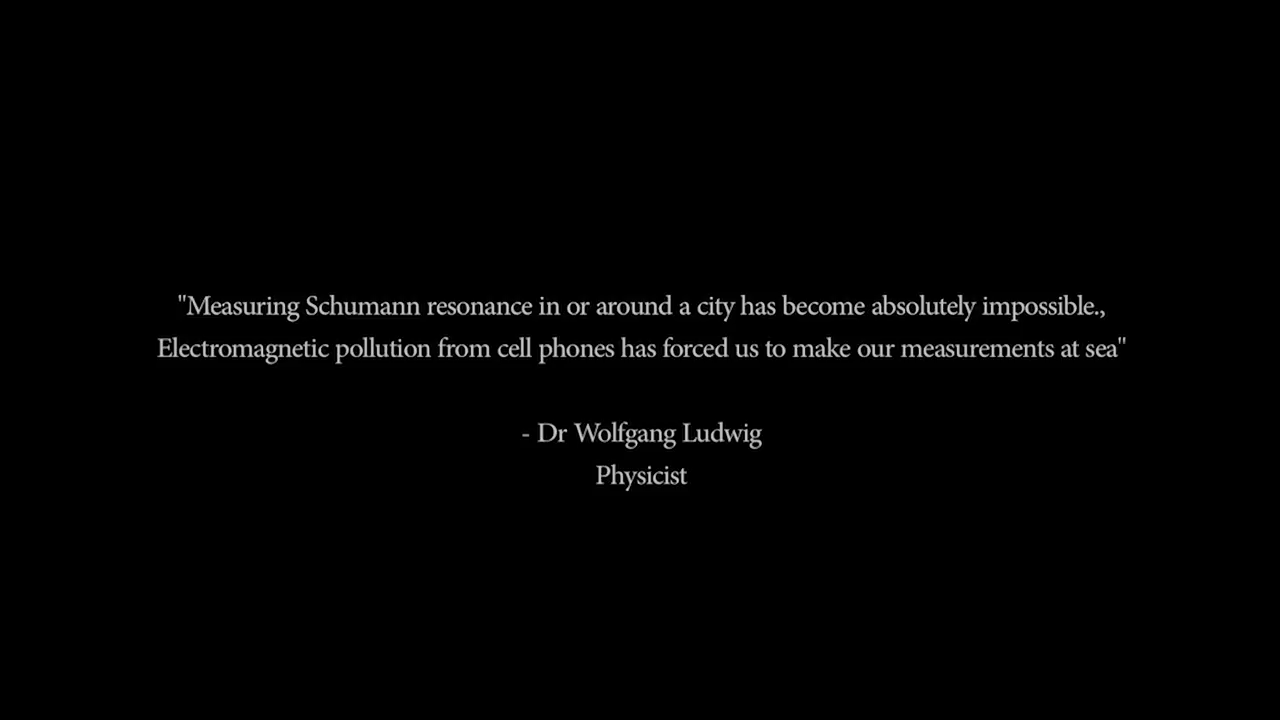 "Measuring Schumann resonance in or around a city has become absolutely impossible.,
Electromagnetic pollution from cell phones has forced us to make our measurements at sea"
- Dr Wolfgang Ludwig
Physicist